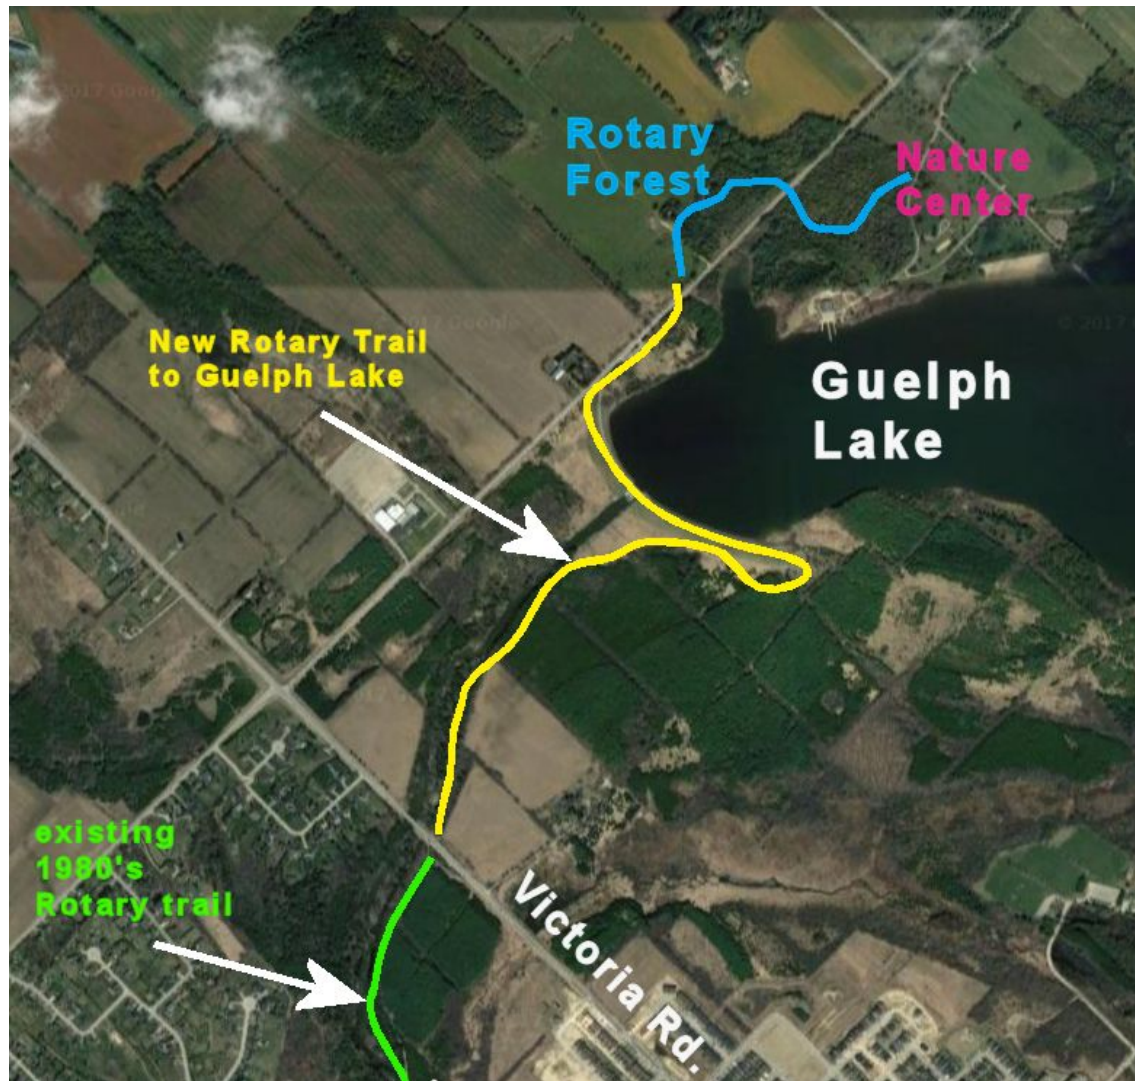 Rotary
Forest
Nature
Center
New Rotary Trail
to Guelph Lake
Guelph
Lake
existing
1980's
Rotary trail
Victoria Rd.